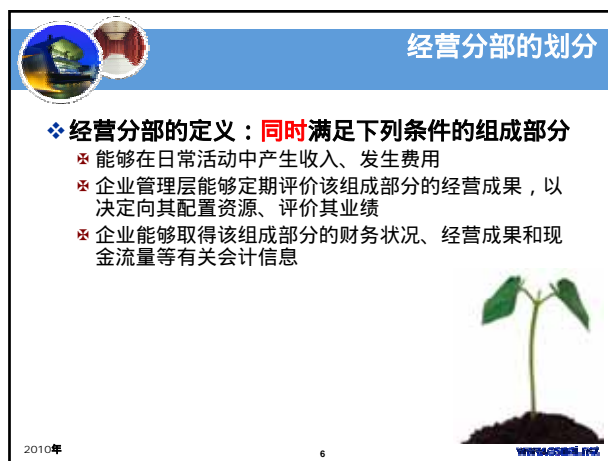 经营分部的划分
经营分部的定义：同时满足下列条件的组成部分
能够在日常活动中产生收入、发生费用
企业管理层能够定期评价该组成部分的经营成果，以
决定向其配置资源、评价其业绩
企业能够取得该组成部分的财务状况、经营成果和现
金流量等有关会计信息
2010年
6